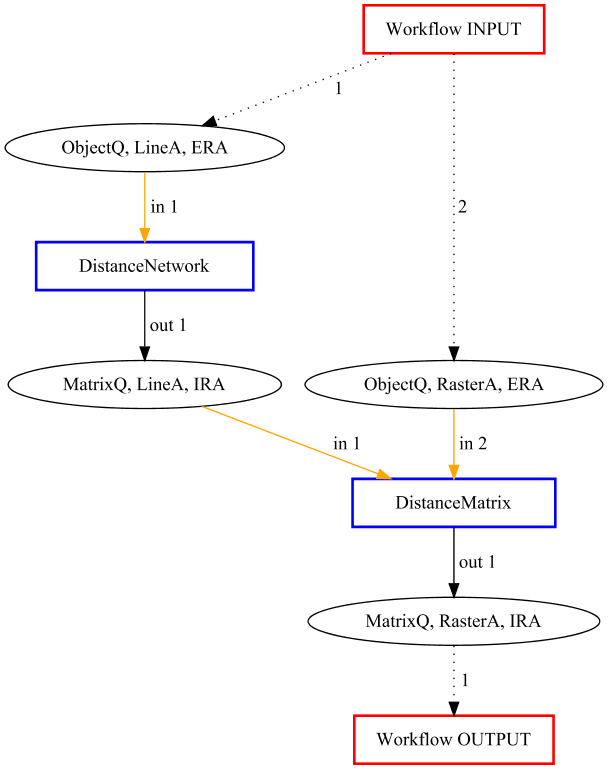 Workflow INPUT
1
2
ObjectQ, LineA, ERA
in 1
DistanceNetwork
out 1
MatrixQ, LineA, IRA
ObjectQ, RasterA, ERA
in 1
in 2
DistanceMatrix
out 1
MatrixQ, RasterA, IRA
1
Workflow OUTPUT